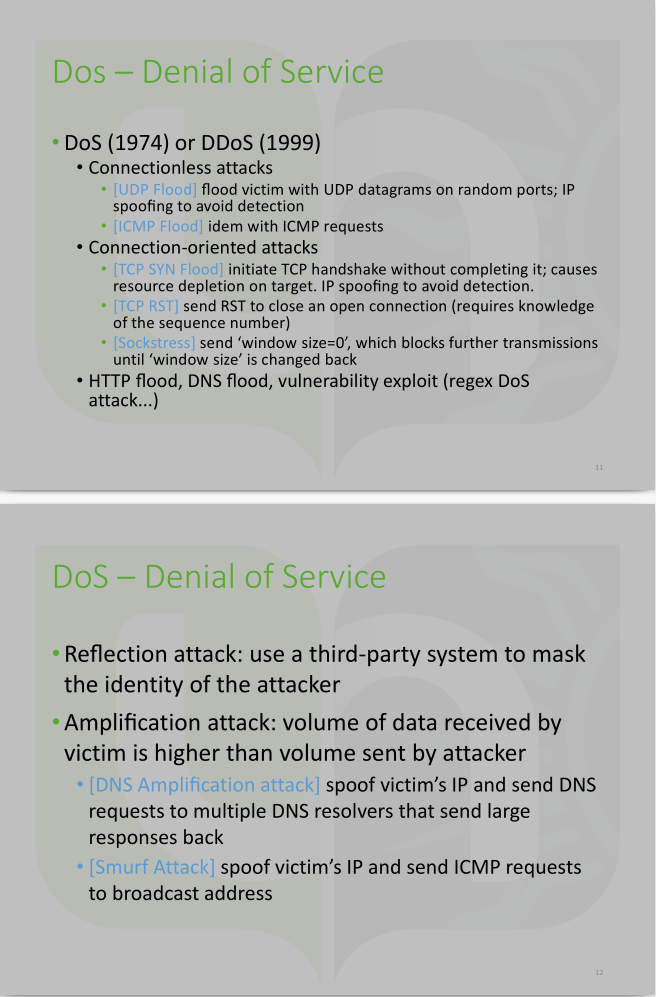 Dos – Denial of Service
• DoS (1974) or DDoS (1999)
• Connectionless attacks
• [UDP Flood] flood victim with UDP datagrams on random ports; IP
spoofing to avoid detection
• [ICMP Flood] idem with ICMP requests
• Connection-oriented attacks
• [TCP SYN Flood] initiate TCP handshake without completing it; causes
resource depletion on target. IP spoofing to avoid detection.
• [TCP RST] send RST to close an open connection (requires knowledge
of the sequence number)
• [Sockstress] send ‘window size=0’, which blocks further transmissions
until ‘window size’ is changed back
• HTTP flood, DNS flood, vulnerability exploit (regex DoS
attack...)
11
DoS – Denial of Service
• Reflection attack: use a third-party system to mask
the identity of the attacker
• Amplification attack: volume of data received by
victim is higher than volume sent by attacker
• [DNS Amplification attack] spoof victim’s IP and send DNS
requests to multiple DNS resolvers that send large
responses back
• [Smurf Attack] spoof victim’s IP and send ICMP requests
to broadcast address
12